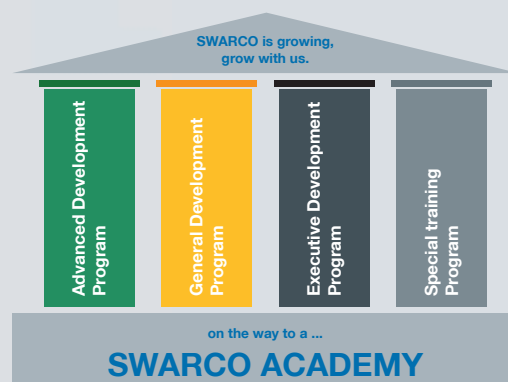 SWARCO is growing,
grow with us.
Advanced Development
Program
General Development
Program
Executive Development
Program
Special training
Program
on the way to a ...
SWARCO ACADEMY